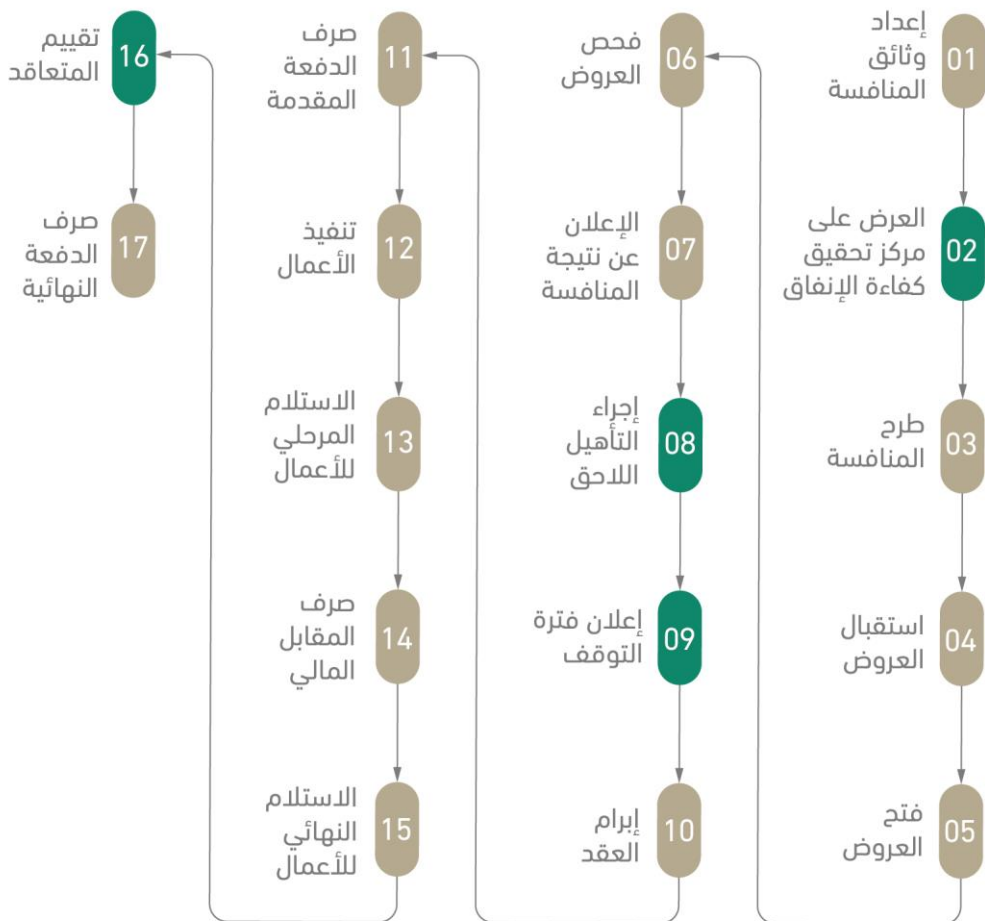 01
إعداد
وثائق
المنافسة
02
العرض على
مركز تحقيق
كفاءة الإنفاق
03
طرح
المنافسة
04
استقبال
العروض
05
فتح
العروض
06
فحص
العروض
07
الإعلان
عن نتيجة
المنافسة
08
إجراء
التأهيل
اللاحق
09
إعلان فترة
التوقف
10
إبرام
العقد
11
صرف
الدفعة
المقدمة
12
تنفيذ
الأعمال
13
الاستلام
المرحلي
للأعمال
14
صرف
المقابل
المالي
15
الاستلام
النهائي
للأعمال
16
تقييم
المتعاقد
17
صرف
الدفعة
النهائية